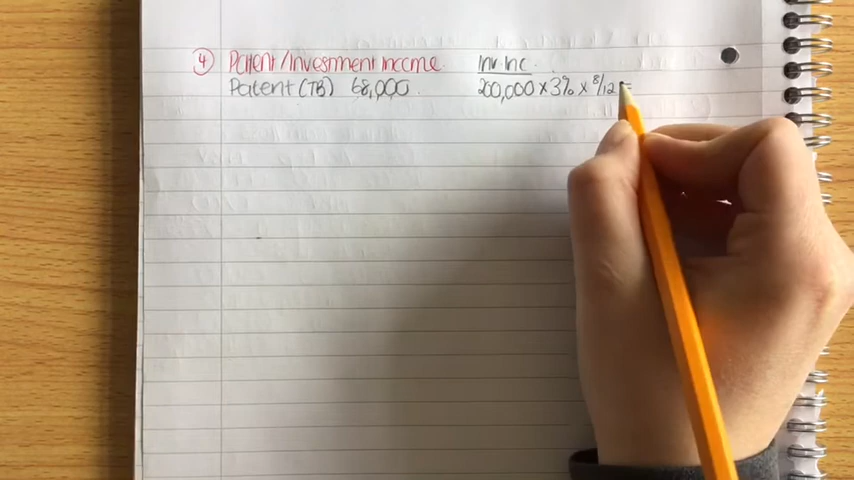 ④ Patent/Investment income. Inv. Inc.
Patent (TB) 68,000. 200,000 × 3% × 8/12 =